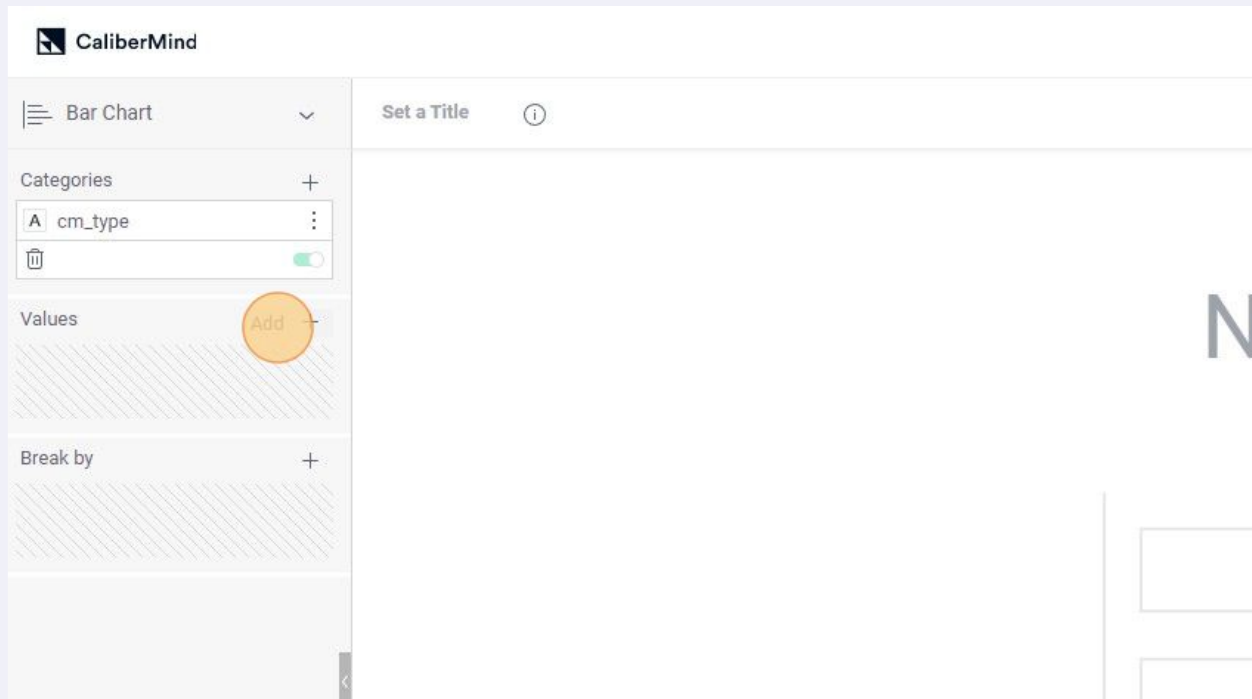 CaliberMind
Bar Chart
Set a Title
Categories
A cm_type
Values
Add
Break by
N